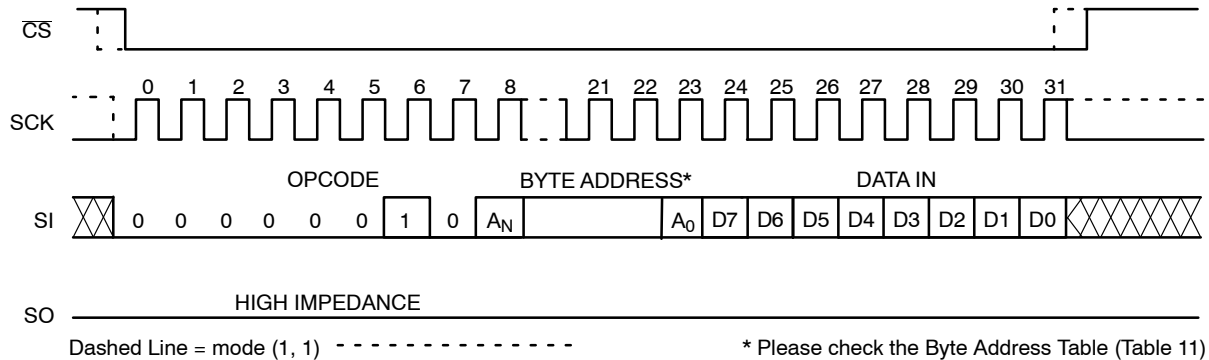 CS
0 1 2 3 4 5 6 7 8 21 22 23 24 25 26 27 28 29 30 31
SCK
OPCODE BYTE ADDRESS* DATA IN
SI 0 0 0 0 0 0 1 0 AN A0 D7 D6 D5 D4 D3 D2 D1 D0
HIGH IMPEDANCE
SO
Dashed Line = mode (1, 1) * Please check the Byte Address Table (Table 11)